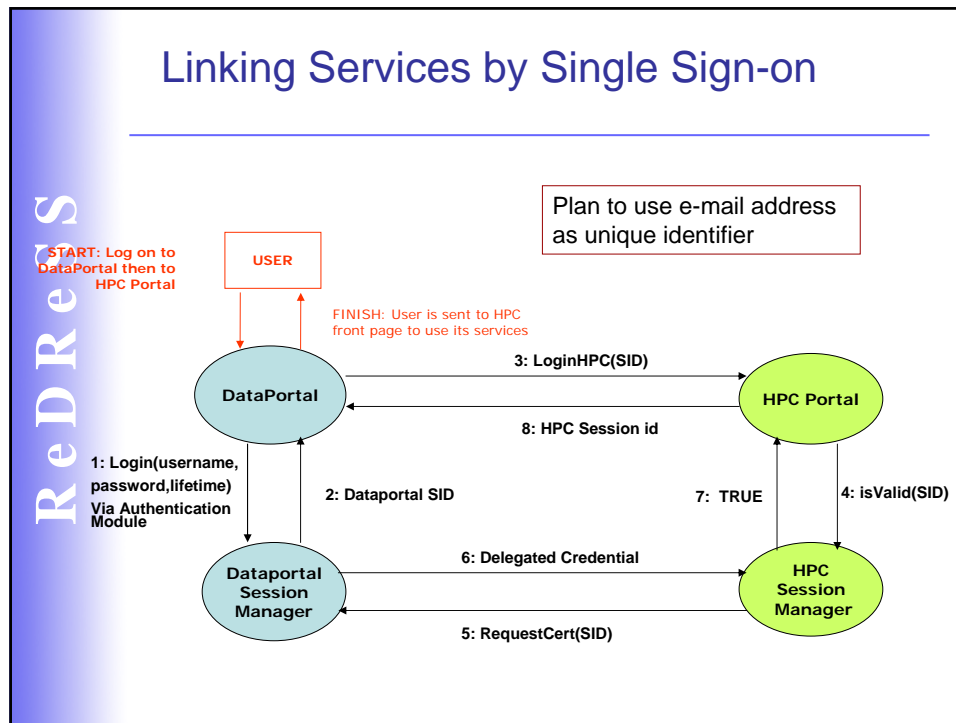 Linking Services by Single Sign-on
ReDReSS
Plan to use e-mail address
as unique identifier
START: Log on to
DataPortal then to
HPC Portal
USER
FINISH: User is sent to HPC
front page to use its services
3: LoginHPC(SID)
DataPortal
HPC Portal
8: HPC Session id
1: Login(username,
password,lifetime)
Via Authentication
Module
2: Dataportal SID
7: TRUE
4: isValid(SID)
6: Delegated Credential
Dataportal
Session
Manager
HPC
Session
Manager
5: RequestCert(SID)